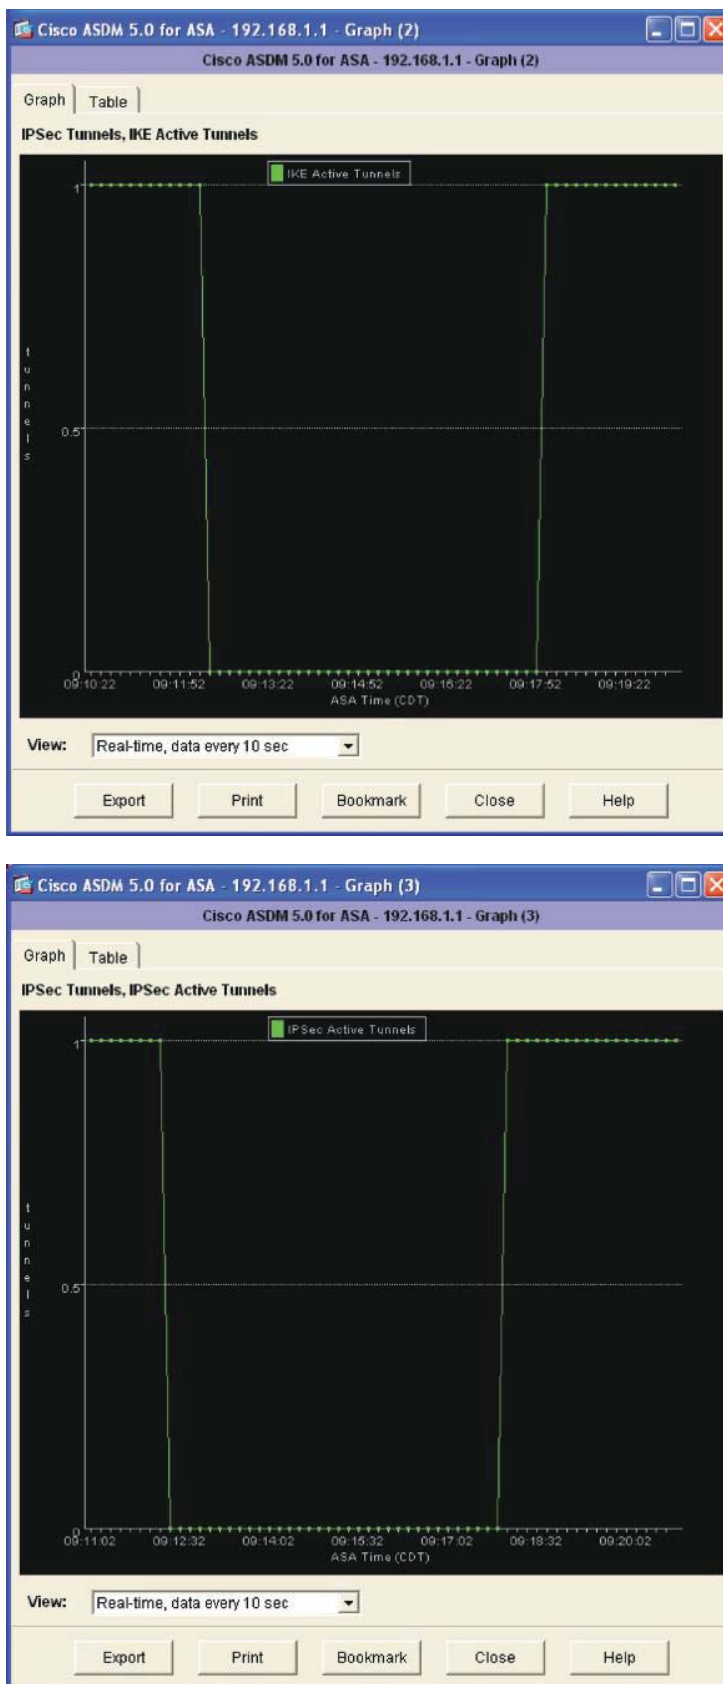 Cisco ASDM 5.0 for ASA - 192.168.1.1 - Graph (2)
Cisco ASDM 5.0 for ASA - 192.168.1.1 - Graph (2)
Graph Table
IPSec Tunnels, IKE Active Tunnels
IKE Active Tunnels
1
tunnels
0.5
0
09:10:22 09:11:52 09:13:22 09:14:52 09:16:22 09:17:52 09:19:22
ASA Time (CDT)
View: Real-time, data every 10 sec
Export Print Bookmark Close Help
Cisco ASDM 5.0 for ASA - 192.168.1.1 - Graph (3)
Cisco ASDM 5.0 for ASA - 192.168.1.1 - Graph (3)
Graph Table
IPSec Tunnels, IPSec Active Tunnels
IPSec Active Tunnels
1
tunnels
0.5
0
09:11:02 09:12:32 09:14:02 09:15:32 09:17:02 09:18:32 09:20:02
ASA Time (CDT)
View: Real-time, data every 10 sec
Export Print Bookmark Close Help